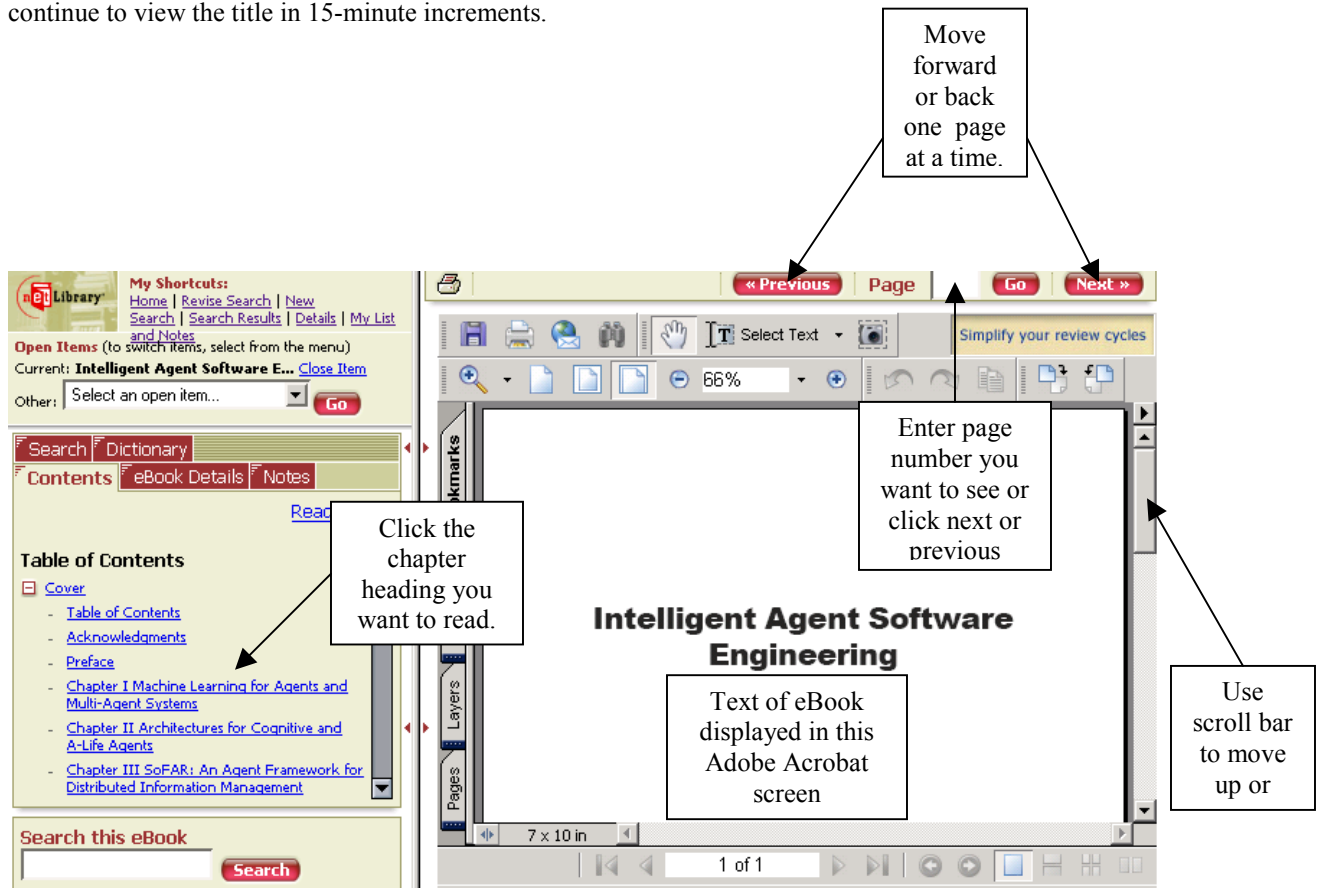 continue to view the title in 15-minute increments.
Move
forward
or back
one page
at a time.
netLibrary
My Shortcuts:
Home | Revise Search | New
Search | Search Results | Details | My List
and Notes
Open Items (to switch items, select from the menu)
Current: Intelligent Agent Software E... Close Item
Other: Select an open item... Go
Search Dictionary
Contents eBook Details Notes
Table of Contents
Cover
- Table of Contents
- Acknowledgments
- Preface
- Chapter I Machine Learning for Agents and
Multi-Agent Systems
- Chapter II Architectures for Cognitive and
A-Life Agents
- Chapter III SoFAR: An Agent Framework for
Distributed Information Management
Search this eBook
Search
Click the
chapter
heading you
want to read.
« Previous Page Go Next »
Select Text
Simplify your review cycles
66%
Enter page
number you
want to see or
click next or
previous
Layers
Pages
Intelligent Agent Software
Engineering
Text of eBook
displayed in this
Adobe Acrobat
screen
Use
scroll bar
to move
up or
7 x 10 in
1 of 1